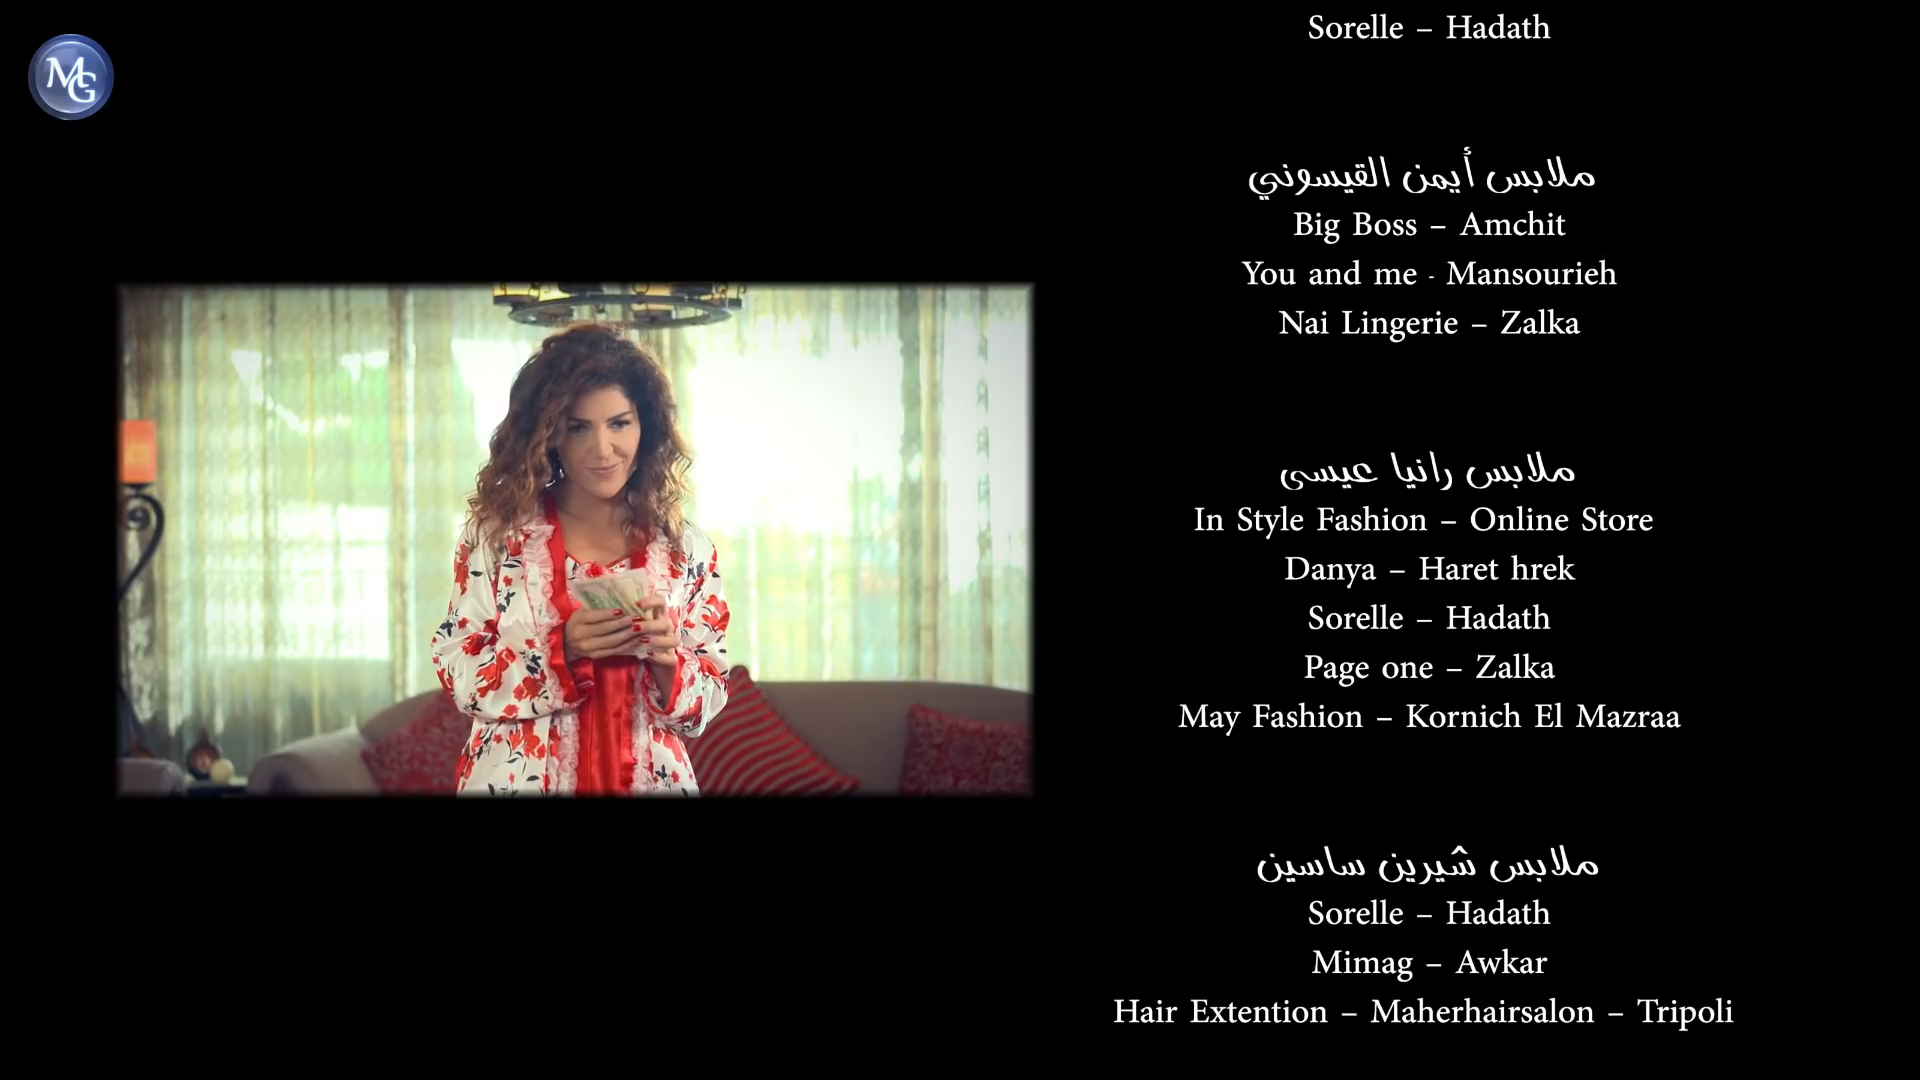 MG
Sorelle – Hadath
ملابس أيمن القيسوني
Big Boss – Amchit
You and me - Mansourieh
Nai Lingerie – Zalka
ملابس رانيا عيسى
In Style Fashion – Online Store
Danya – Haret hrek
Sorelle – Hadath
Page one – Zalka
May Fashion – Kornich El Mazraa
ملابس شيرين ساسين
Sorelle – Hadath
Mimag – Awkar
Hair Extention – Maherhairsalon – Tripoli